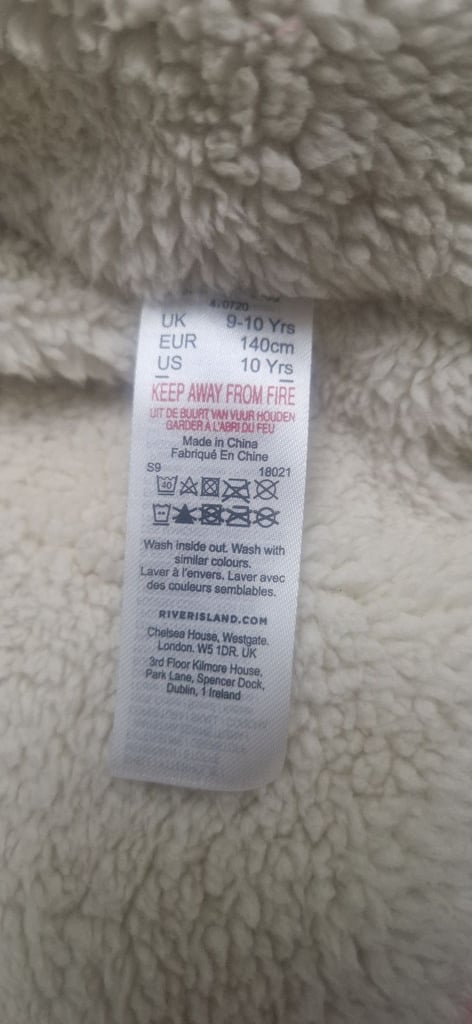 4.0720
UK 9-10 Yrs
EUR 140cm
US 10 Yrs
KEEP AWAY FROM FIRE
UIT DE BUURT VAN VUUR HOUDEN
GARDER À L'ABRI DU FEU
Made in China
Fabriqué En Chine
S9 18021
40
Wash inside out. Wash with
similar colours.
Laver à l'envers. Laver avec
des couleurs semblables.
RIVERISLAND.COM
Chelsea House, Westgate.
London. W5 1DR. UK
3rd Floor Kilmore House,
Park Lane, Spencer Dock,
Dublin, 1 Ireland